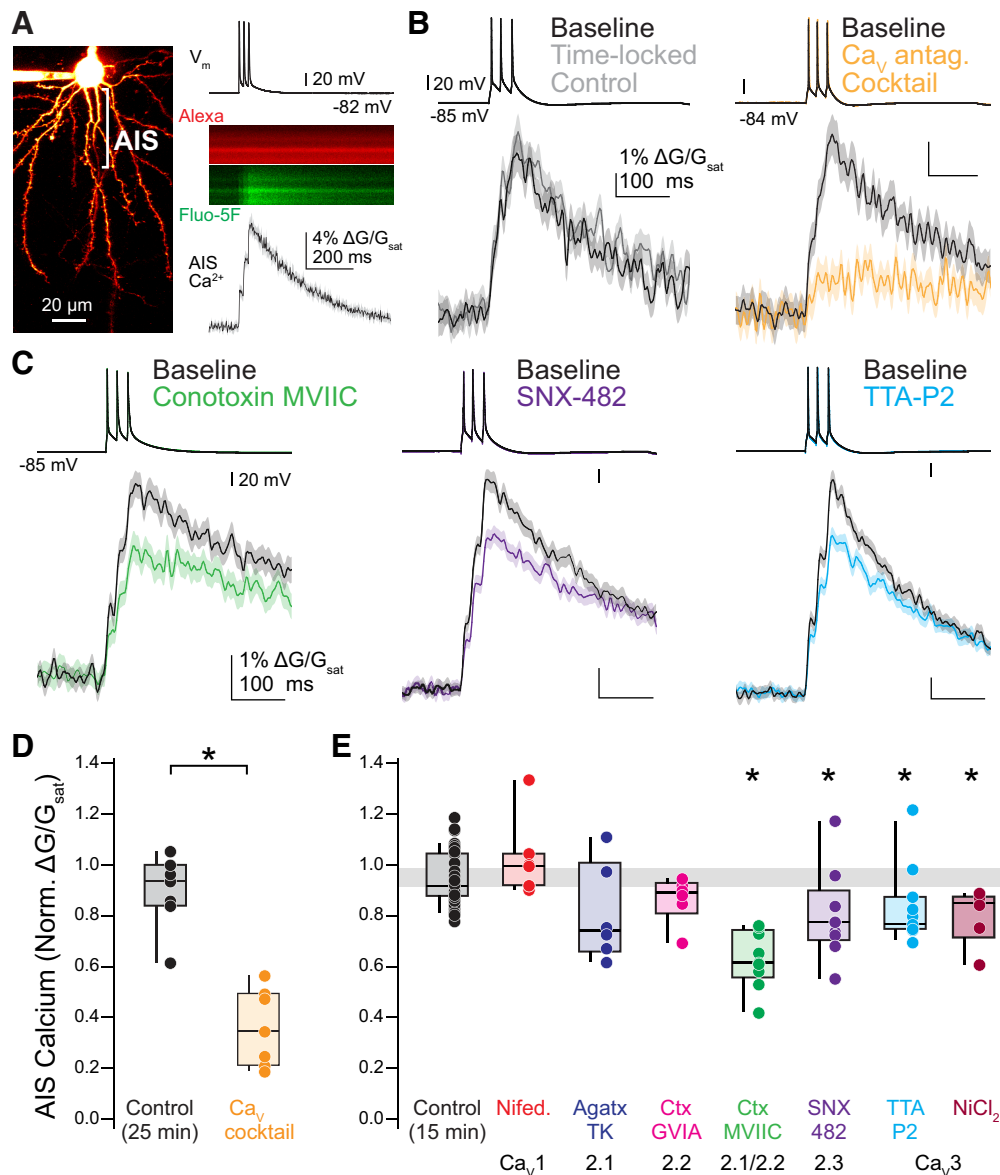 A
Vm
20 mV
-82 mV
AIS
Alexa
Fluo-5F
4% ΔG/Gsat
200 ms
AIS
Ca2+
20 µm
B
Baseline
Time-locked
Control
20 mV
-85 mV
1% ΔG/Gsat
100 ms
Baseline
CaV antag.
Cocktail
-84 mV
C
Baseline
Conotoxin MVIIC
-85 mV
20 mV
1% ΔG/Gsat
100 ms
Baseline
SNX-482
Baseline
TTA-P2
D
*
AIS Calcium (Norm. ΔG/Gsat)
1.4
1.2
1.0
0.8
0.6
0.4
0.2
0.0
Control
(25 min)
CaV
cocktail
E
* * * *
1.4
1.2
1.0
0.8
0.6
0.4
0.2
0.0
Control
(15 min)
Nifed.
Agatx
TK
Ctx
GVIA
Ctx
MVIIC
SNX
482
TTA
P2
NiCl2
CaV1 2.1 2.2 2.1/2.2 2.3 CaV3